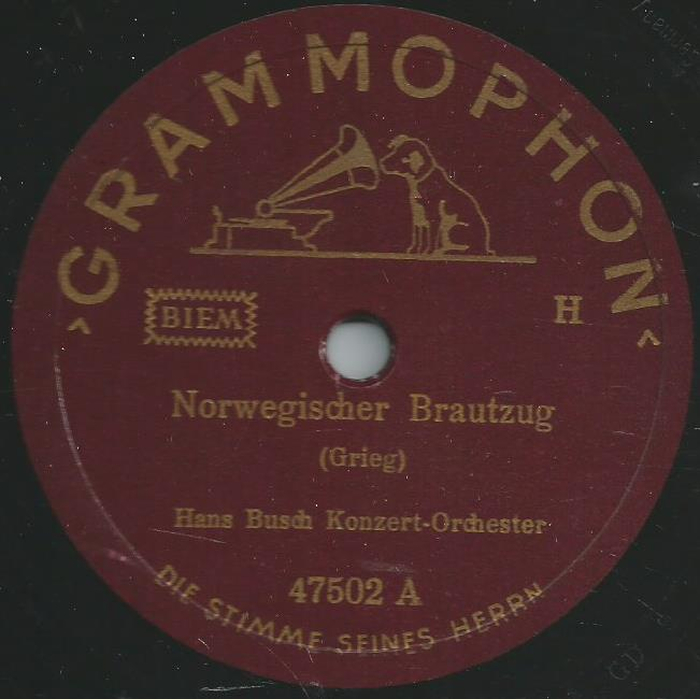 > GRAMMOPHON <
BIEM
H
Norwegischer Brautzug
(Grieg)
Hans Busch Konzert-Orchester
47502 A
DIE STIMME SEINES HERRN